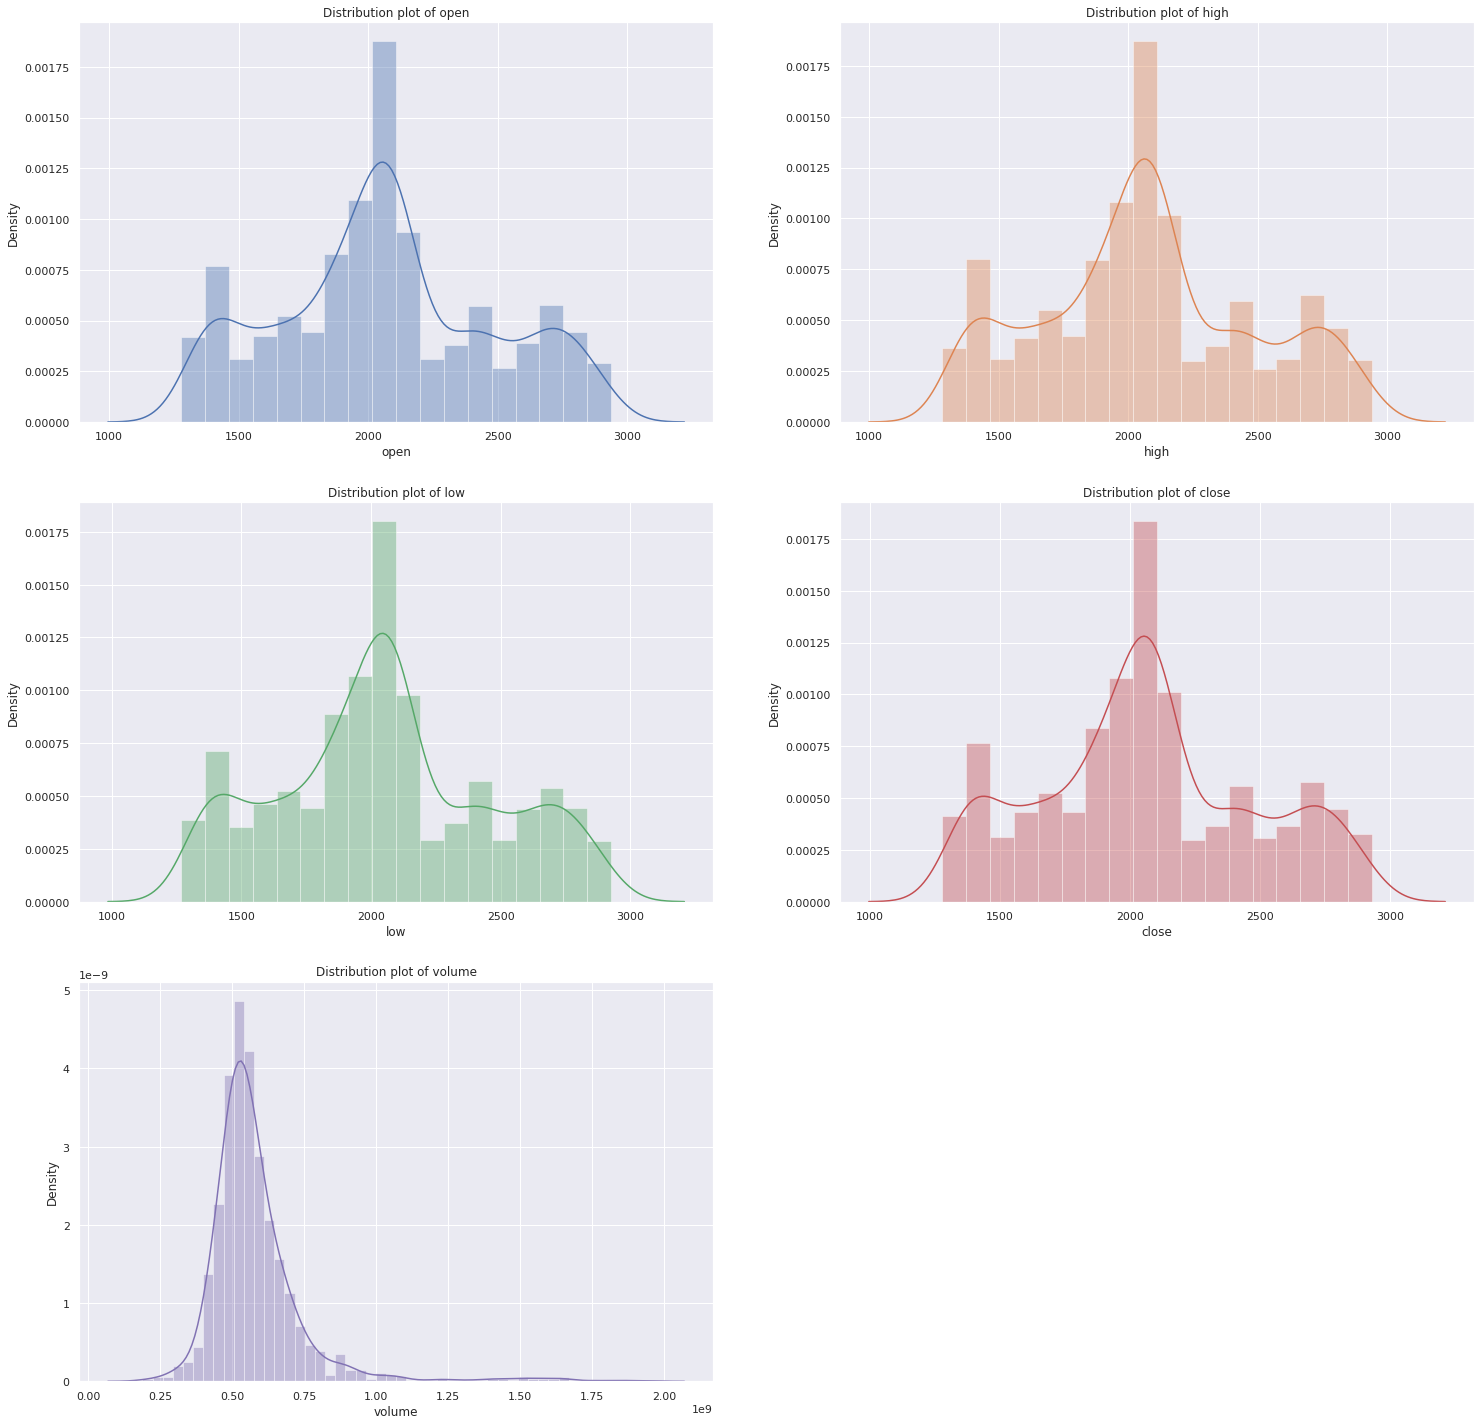 Distribution plot of open
0.00175
0.00150
0.00125
0.00100
0.00075
0.00050
0.00025
0.00000
Density
1000 1500 2000 2500 3000
open
Distribution plot of high
0.00175
0.00150
0.00125
0.00100
0.00075
0.00050
0.00025
0.00000
Density
1000 1500 2000 2500 3000
high
Distribution plot of low
0.00175
0.00150
0.00125
0.00100
0.00075
0.00050
0.00025
0.00000
Density
1000 1500 2000 2500 3000
low
Distribution plot of close
0.00175
0.00150
0.00125
0.00100
0.00075
0.00050
0.00025
0.00000
Density
1000 1500 2000 2500 3000
close
Distribution plot of volume
1e−9
5
4
3
2
1
0
Density
0.00 0.25 0.50 0.75 1.00 1.25 1.50 1.75 2.00
1e9
volume